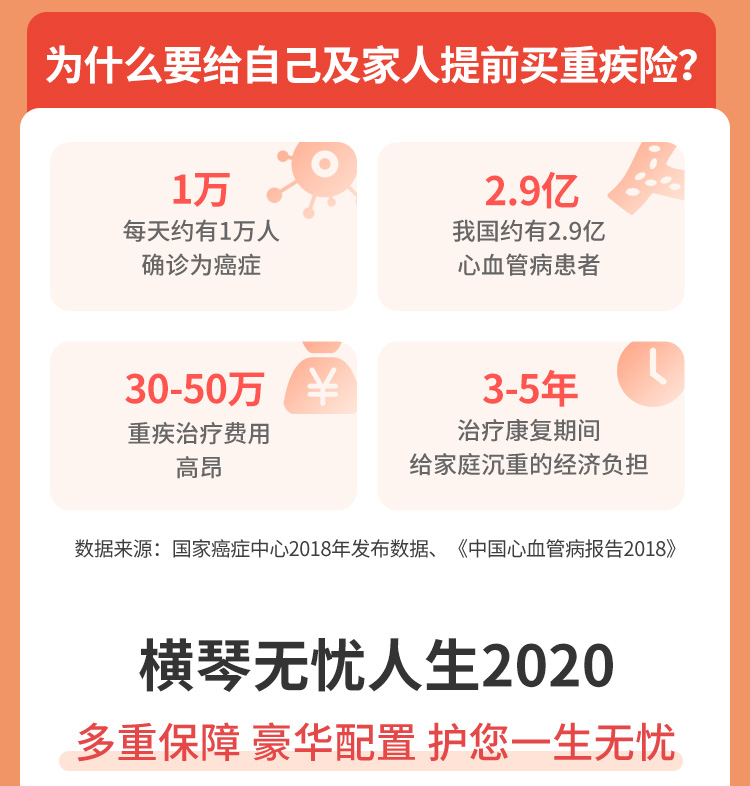 为什么要给自己及家人提前买重疾险?
1万
每天约有1万人
确诊为癌症
2.9亿
我国约有2.9亿
心血管病患者
30-50万
重疾治疗费用
高昂
3-5年
治疗康复期间
给家庭沉重的经济负担
数据来源：国家癌症中心2018年发布数据、《中国心血管病报告2018》
横琴无忧人生2020
多重保障 豪华配置 护您一生无忧